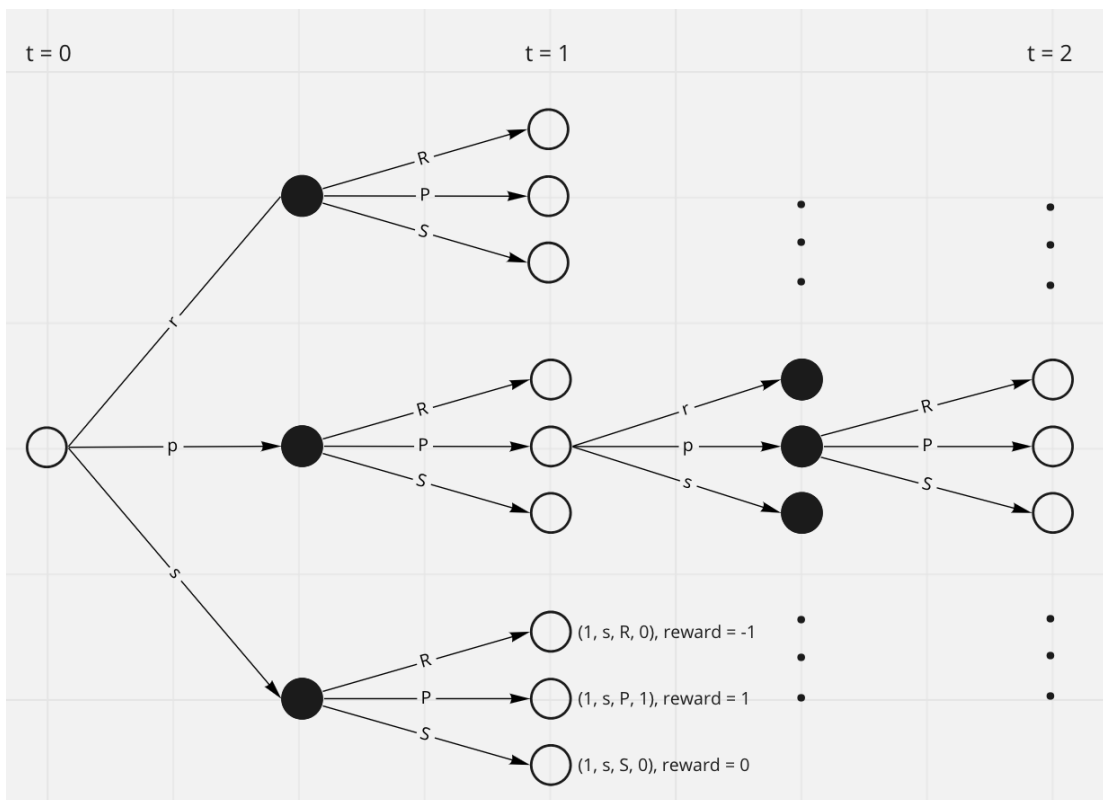 t = 0
t = 1
t = 2
R
P
S
r
R
r
R
p
P
p
P
S
s
S
s
R
(1, s, R, 0), reward = -1
P
(1, s, P, 1), reward = 1
S
(1, s, S, 0), reward = 0